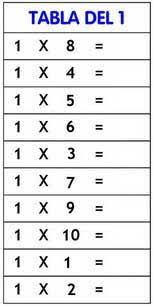 TABLA DEL 1
1 X 8 =
1 X 4 =
1 X 5 =
1 X 6 =
1 X 3 =
1 X 7 =
1 X 9 =
1 X 10 =
1 X 1 =
1 X 2 =